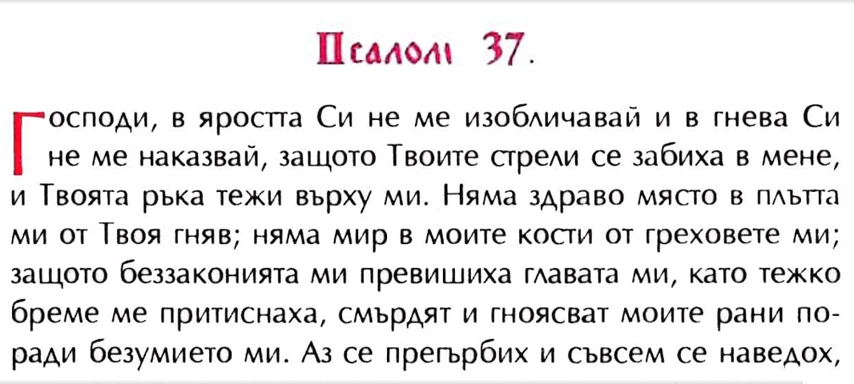 Псалом 37.
Господи, в яростта Си не ме изобличавай и в гнева Си
не ме наказвай, защото Твоите стрели се забиха в мене,
и Твоята ръка тежи върху ми. Няма здраво място в плътта
ми от Твоя гняв; няма мир в моите кости от греховете ми;
защото беззаконията ми превишиха главата ми, като тежко
бреме ме притиснаха, смърдят и гноясват моите рани по-
ради безумието ми. Аз се прегърбих и съвсем се наведох,